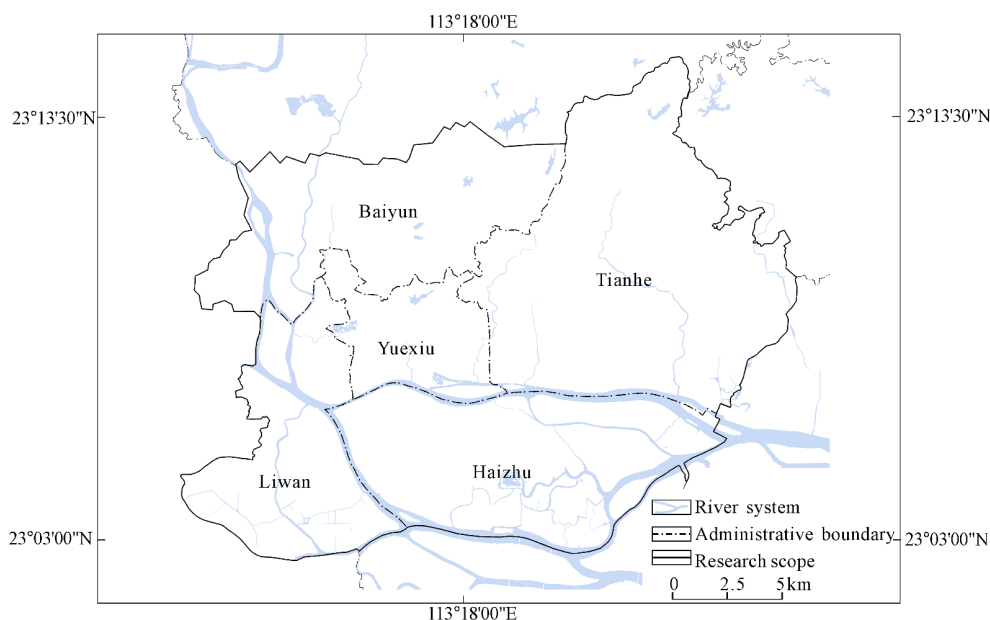 113°18'00"E
23°13'30"N
23°13'30"N
Baiyun
Tianhe
Yuexiu
Haizhu
Liwan
River system
Administrative boundary
23°03'00"N
23°03'00"N
Research scope
0 2.5 5km
113°18'00"E